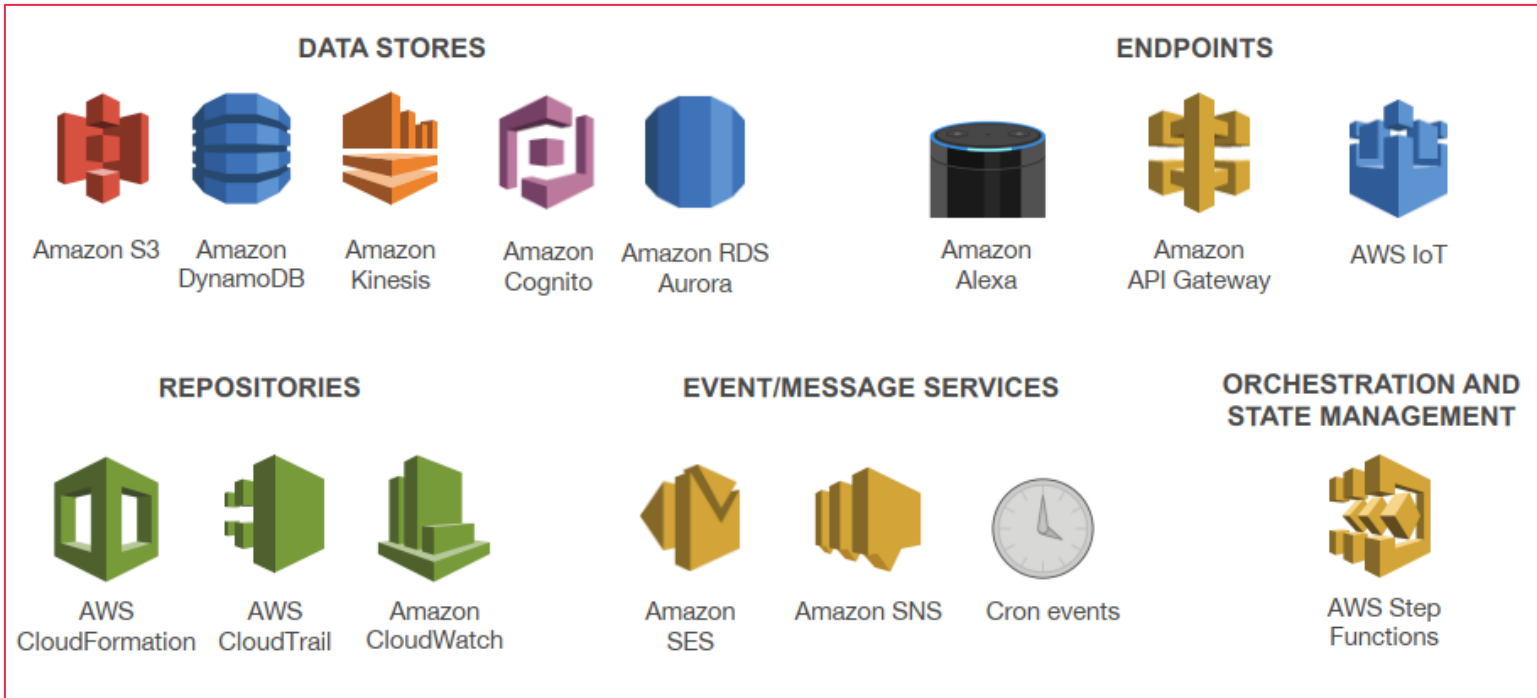 DATA STORES
Amazon S3
Amazon
DynamoDB
Amazon
Kinesis
Amazon
Cognito
Amazon RDS
Aurora
ENDPOINTS
Amazon
Alexa
Amazon
API Gateway
AWS IoT
REPOSITORIES
AWS
CloudFormation
AWS
CloudTrail
Amazon
CloudWatch
EVENT/MESSAGE SERVICES
Amazon
SES
Amazon SNS
Cron events
ORCHESTRATION AND
STATE MANAGEMENT
AWS Step
Functions